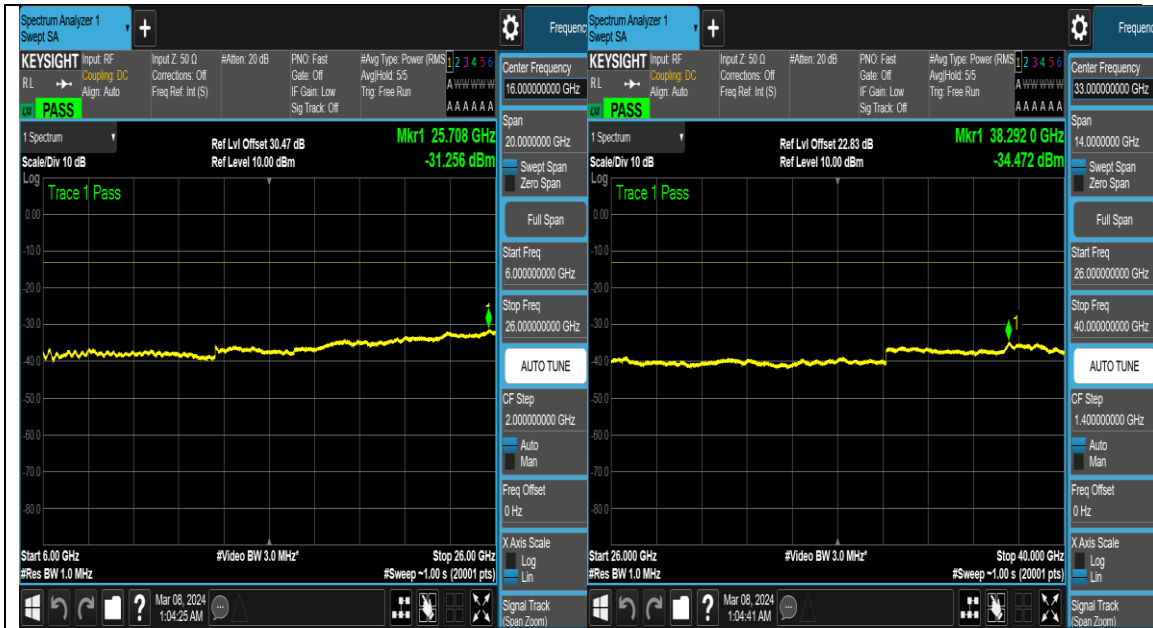 Spectrum Analyzer 1
Swept SA
+
Frequenc
KEYSIGHT
RL
Input: RF
Coupling: DC
Align: Auto
Input Z: 50 Ω
Corrections: Off
Freq Ref: Int (S)
#Atten: 20 dB
PNO: Fast
Gate: Off
IF Gain: Low
Sig Track: Off
#Avg Type: Power (RMS
Avg|Hold: 5/5
Trig: Free Run
1 2 3 4 5 6
A W W W W W
A A A A A A
PASS
1 Spectrum
Scale/Div 10 dB
Log
Ref Lvl Offset 30.47 dB
Ref Level 10.00 dBm
Mkr1 25.708 GHz
-31.256 dBm
Trace 1 Pass
1
0.00
-10.0
-20.0
-30.0
-40.0
-50.0
-60.0
-70.0
-80.0
Start 6.00 GHz
#Res BW 1.0 MHz
#Video BW 3.0 MHz*
Stop 26.00 GHz
#Sweep ~1.00 s (20001 pts)
Center Frequency
16.000000000 GHz
Span
20.0000000 GHz
Swept Span
Zero Span
Full Span
Start Freq
6.000000000 GHz
Stop Freq
26.000000000 GHz
AUTO TUNE
CF Step
2.000000000 GHz
Auto
Man
Freq Offset
0 Hz
X Axis Scale
Log
Lin
Signal Track
(Span Zoom)
?
Mar 08, 2024
1:04:25 AM
Spectrum Analyzer 1
Swept SA
+
Frequenc
KEYSIGHT
RL
Input: RF
Coupling: DC
Align: Auto
Input Z: 50 Ω
Corrections: Off
Freq Ref: Int (S)
#Atten: 20 dB
PNO: Fast
Gate: Off
IF Gain: Low
Sig Track: Off
#Avg Type: Power (RMS
Avg|Hold: 5/5
Trig: Free Run
1 2 3 4 5 6
A W W W W W
A A A A A A
PASS
1 Spectrum
Scale/Div 10 dB
Log
Ref Lvl Offset 22.83 dB
Ref Level 10.00 dBm
Mkr1 38.292 0 GHz
-34.472 dBm
Trace 1 Pass
1
0.00
-10.0
-20.0
-30.0
-40.0
-50.0
-60.0
-70.0
-80.0
Start 26.000 GHz
#Res BW 1.0 MHz
#Video BW 3.0 MHz*
Stop 40.000 GHz
#Sweep ~1.00 s (20001 pts)
Center Frequency
33.000000000 GHz
Span
14.0000000 GHz
Swept Span
Zero Span
Full Span
Start Freq
26.000000000 GHz
Stop Freq
40.000000000 GHz
AUTO TUNE
CF Step
1.400000000 GHz
Auto
Man
Freq Offset
0 Hz
X Axis Scale
Log
Lin
Signal Track
(Span Zoom)
?
Mar 08, 2024
1:04:41 AM